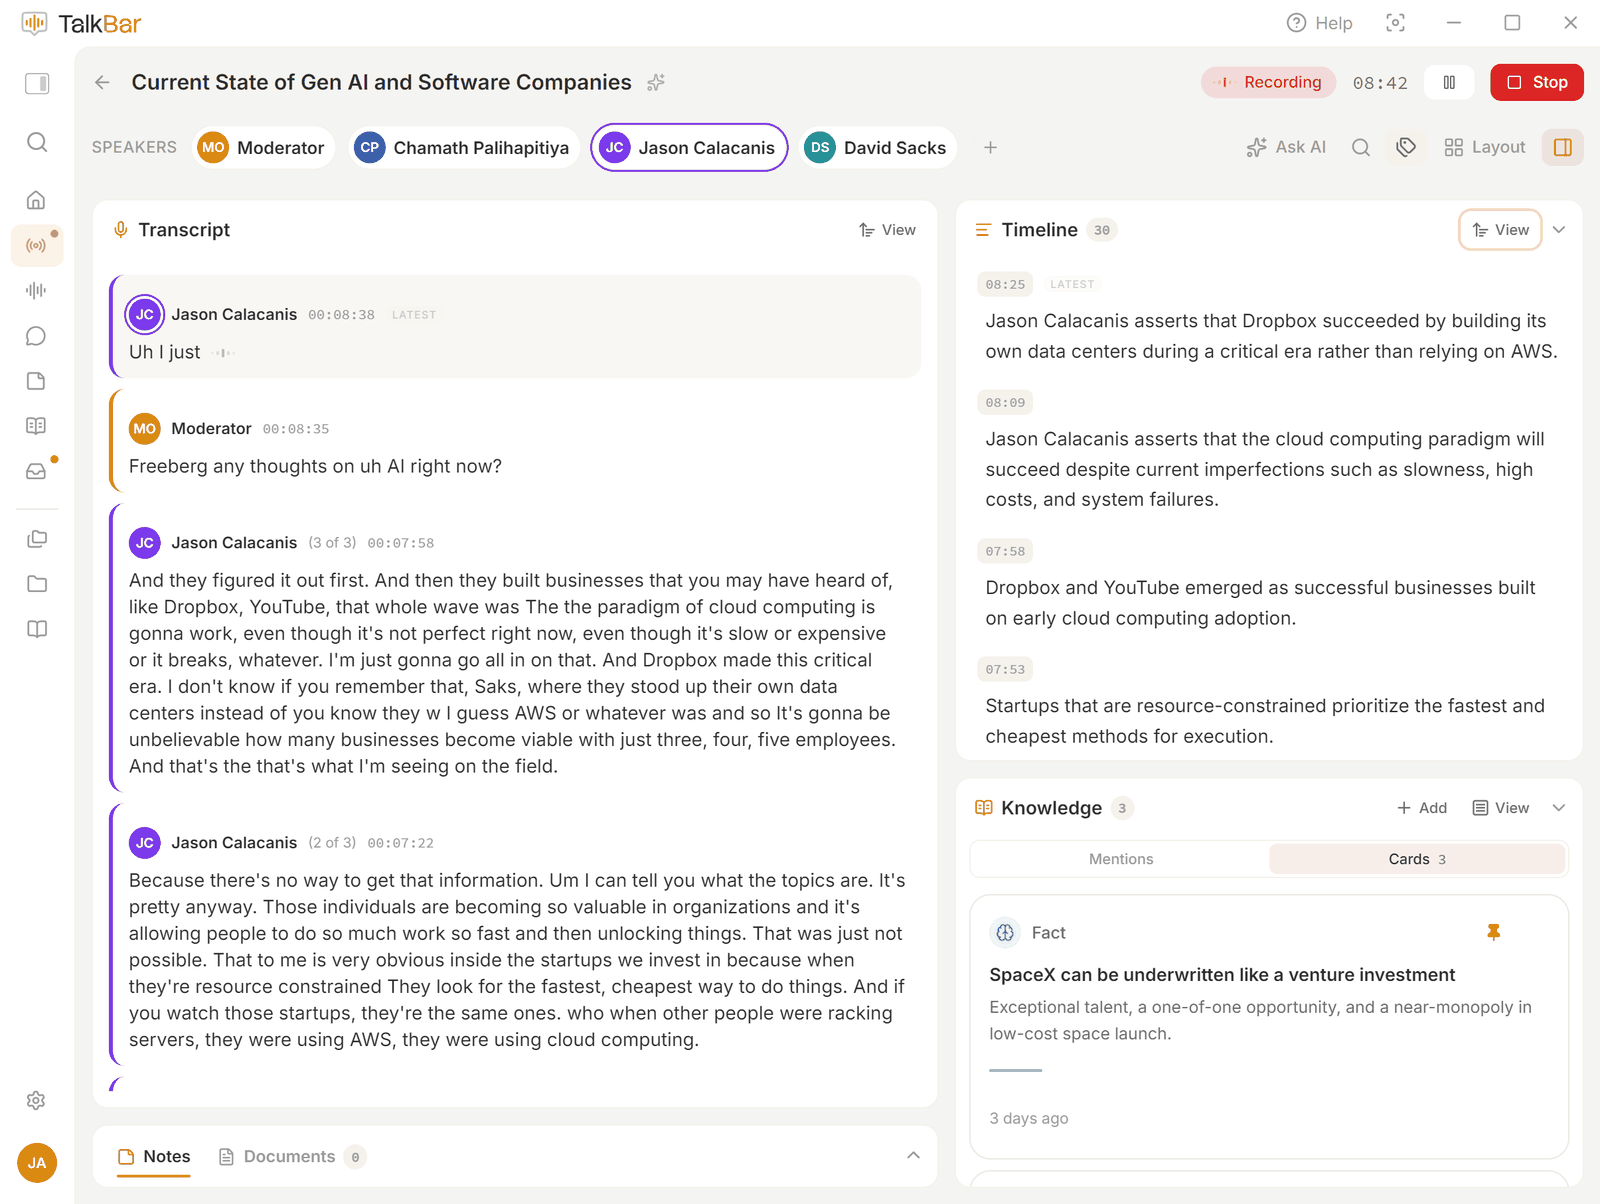 TalkBar
Help
Current State of Gen AI and Software Companies
Recording
08:42
Stop
SPEAKERS
MO Moderator
CP Chamath Palihapitiya
JC Jason Calacanis
DS David Sacks
Ask AI
Layout
Transcript
View
JC Jason Calacanis 00:08:38 LATEST
Uh I just
MO Moderator 00:08:35
Freeberg any thoughts on uh AI right now?
JC Jason Calacanis (3 of 3) 00:07:58
And they figured it out first. And then they built businesses that you may have heard of,
like Dropbox, YouTube, that whole wave was The the paradigm of cloud computing is
gonna work, even though it's not perfect right now, even though it's slow or expensive
or it breaks, whatever. I'm just gonna go all in on that. And Dropbox made this critical
era. I don't know if you remember that, Saks, where they stood up their own data
centers instead of you know they w I guess AWS or whatever was and so It's gonna be
unbelievable how many businesses become viable with just three, four, five employees.
And that's the that's what I'm seeing on the field.
JC Jason Calacanis (2 of 3) 00:07:22
Because there's no way to get that information. Um I can tell you what the topics are. It's
pretty anyway. Those individuals are becoming so valuable in organizations and it's
allowing people to do so much work so fast and then unlocking things. That was just not
possible. That to me is very obvious inside the startups we invest in because when
they're resource constrained They look for the fastest, cheapest way to do things. And if
you watch those startups, they're the same ones. who when other people were racking
servers, they were using AWS, they were using cloud computing.
Notes
Documents 0
Timeline 30
View
08:25 LATEST
Jason Calacanis asserts that Dropbox succeeded by building its
own data centers during a critical era rather than relying on AWS.
08:09
Jason Calacanis asserts that the cloud computing paradigm will
succeed despite current imperfections such as slowness, high
costs, and system failures.
07:58
Dropbox and YouTube emerged as successful businesses built
on early cloud computing adoption.
07:53
Startups that are resource-constrained prioritize the fastest and
cheapest methods for execution.
Knowledge 3
Add
View
Mentions
Cards 3
Fact
SpaceX can be underwritten like a venture investment
Exceptional talent, a one-of-one opportunity, and a near-monopoly in
low-cost space launch.
3 days ago
JA